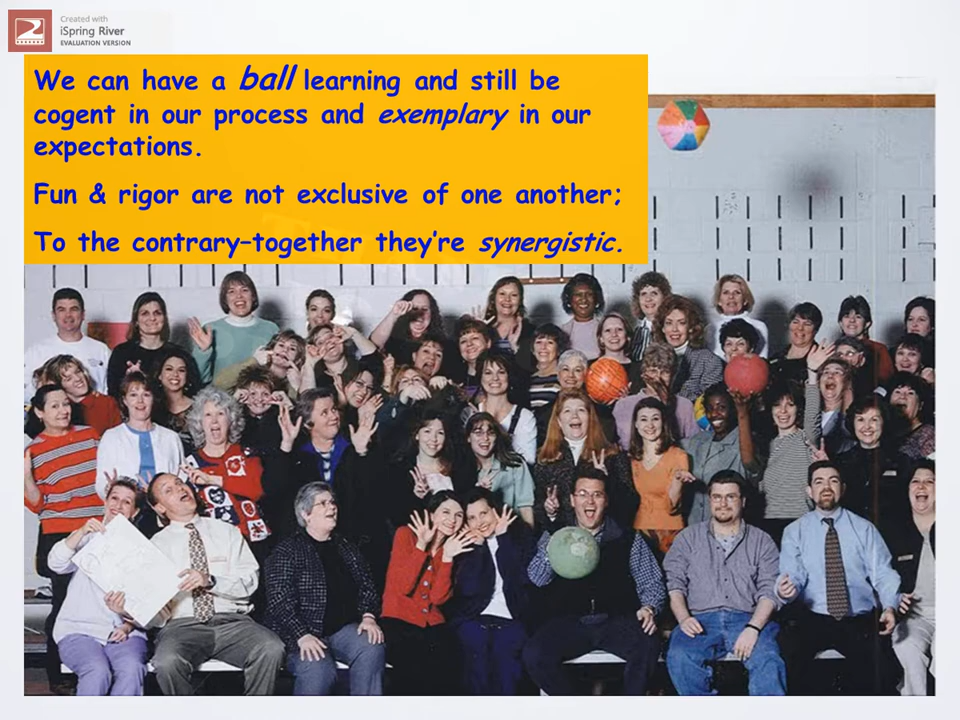 Created with
iSpring River
EVALUATION VERSION
We can have a ball learning and still be
cogent in our process and exemplary in our
expectations.
Fun & rigor are not exclusive of one another;
To the contrary–together they're synergistic.